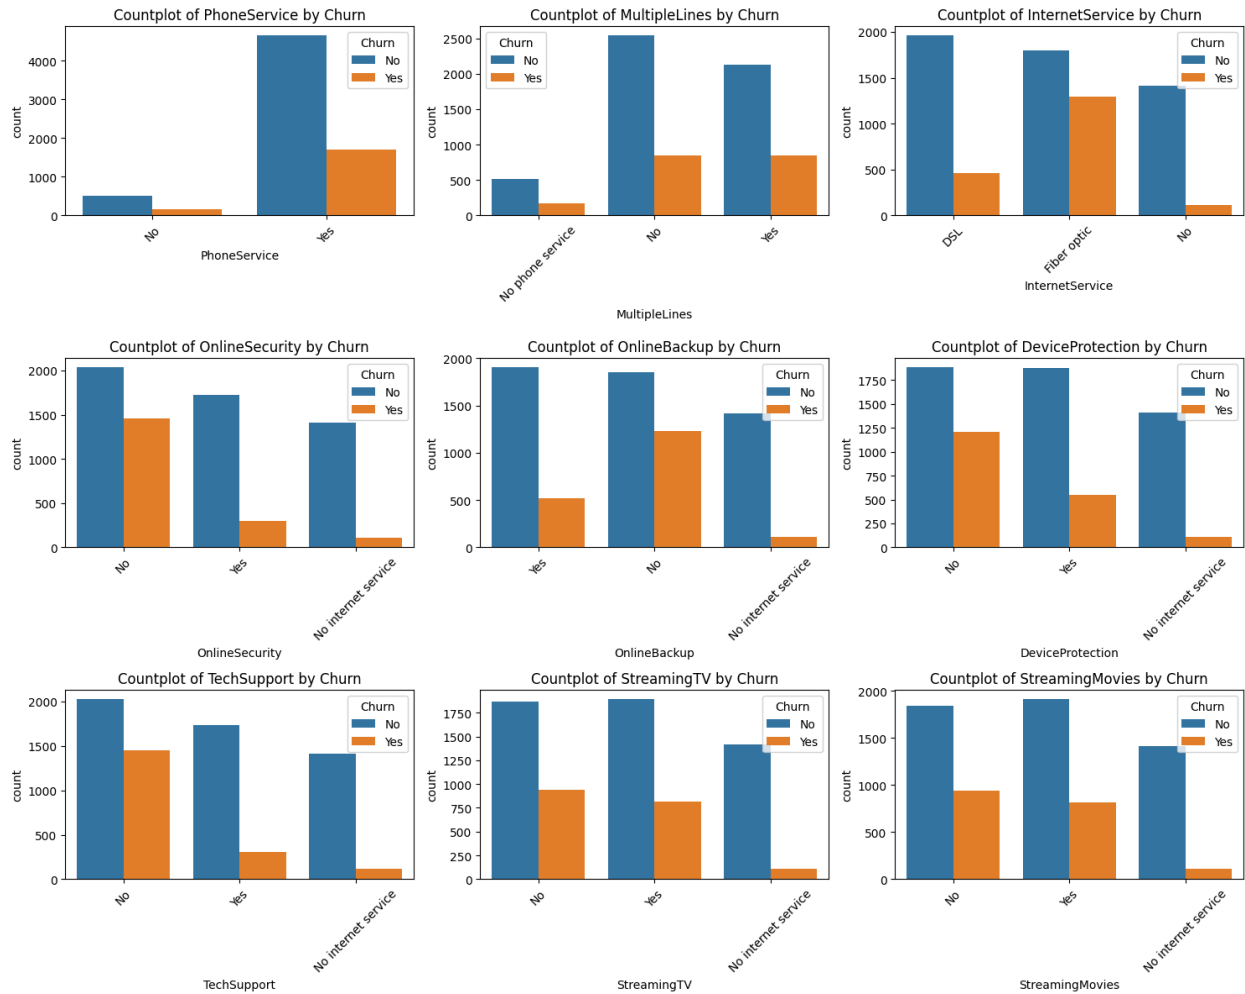 Countplot of PhoneService by Churn
count
4000
3000
2000
1000
0
Churn
No
Yes
No
Yes
PhoneService
Countplot of MultipleLines by Churn
count
2500
2000
1500
1000
500
0
Churn
No
Yes
No phone service
No
Yes
MultipleLines
Countplot of InternetService by Churn
count
2000
1500
1000
500
0
Churn
No
Yes
DSL
Fiber optic
No
InternetService
Countplot of OnlineSecurity by Churn
count
2000
1500
1000
500
0
Churn
No
Yes
No
Yes
No internet service
OnlineSecurity
Countplot of OnlineBackup by Churn
count
2000
1500
1000
500
0
Churn
No
Yes
Yes
No
No internet service
OnlineBackup
Countplot of DeviceProtection by Churn
count
1750
1500
1250
1000
750
500
250
0
Churn
No
Yes
No
Yes
No internet service
DeviceProtection
Countplot of TechSupport by Churn
count
2000
1500
1000
500
0
Churn
No
Yes
No
Yes
No internet service
TechSupport
Countplot of StreamingTV by Churn
count
1750
1500
1250
1000
750
500
250
0
Churn
No
Yes
No
Yes
No internet service
StreamingTV
Countplot of StreamingMovies by Churn
count
2000
1500
1000
500
0
Churn
No
Yes
No
Yes
No internet service
StreamingMovies